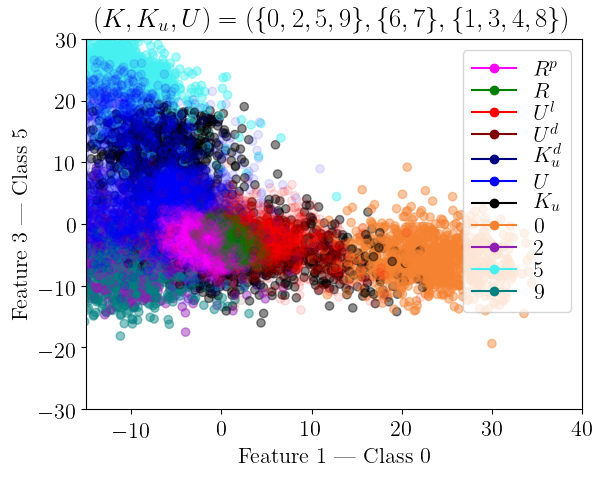 (K, K_u, U) = ({0, 2, 5, 9}, {6, 7}, {1, 3, 4, 8})
30
20
10
0
−10
−20
−30
Feature 3 — Class 5
R^p
R
U^l
U^d
K_u^d
U
K_u
0
2
5
9
−10
0
10
20
30
40
Feature 1 — Class 0